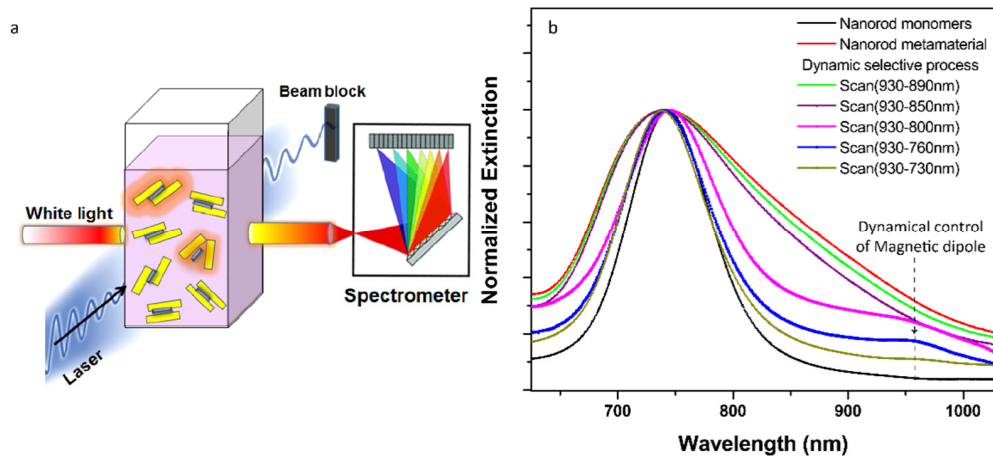 a
Beam block
White light
Spectrometer
Laser
b
Normalized Extinction
Nanorod monomers
Nanorod metamaterial
Dynamic selective process
Scan(930-890nm)
Scan(930-850nm)
Scan(930-800nm)
Scan(930-760nm)
Scan(930-730nm)
Dynamical control
of Magnetic dipole
700
800
900
1000
Wavelength (nm)